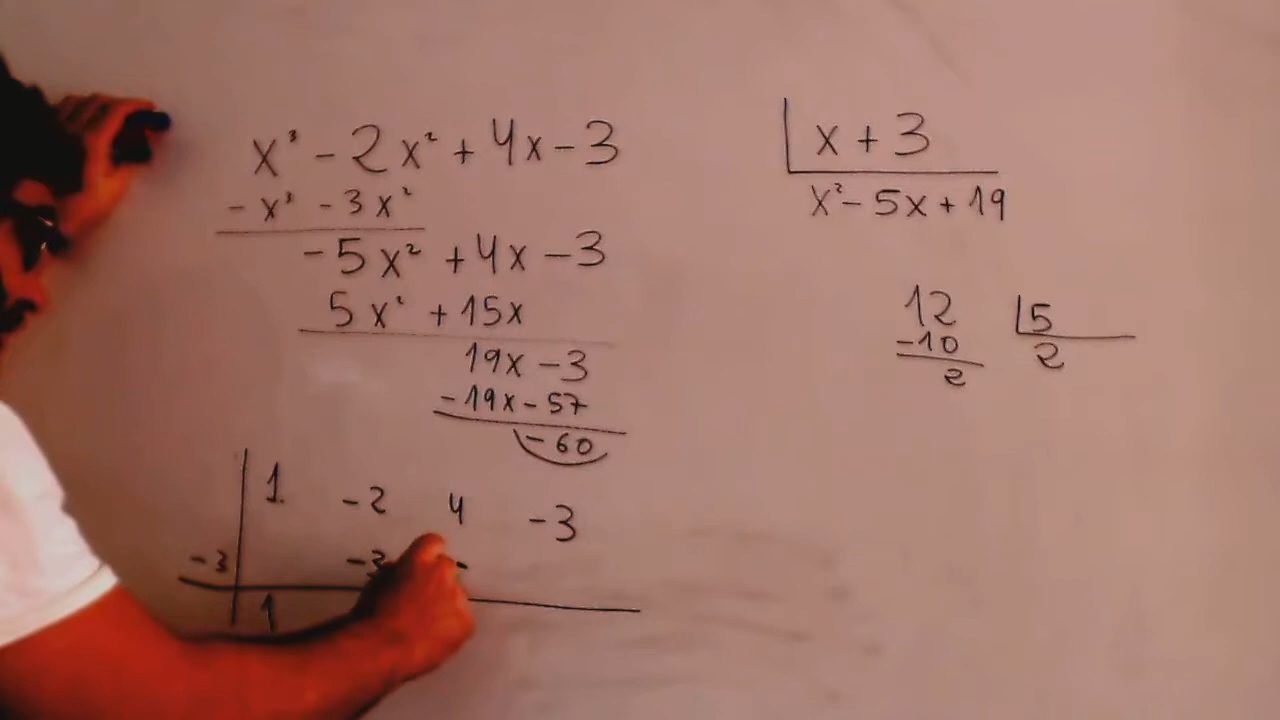 x³ - 2x² + 4x - 3 x + 3
- x³ - 3x² x² - 5x + 19
- 5x² + 4x - 3
5x² + 15x
19x - 3
- 19x - 57
- 60
12 5
-10 2
2
1 -2 4 -3
-3 -3 -
1